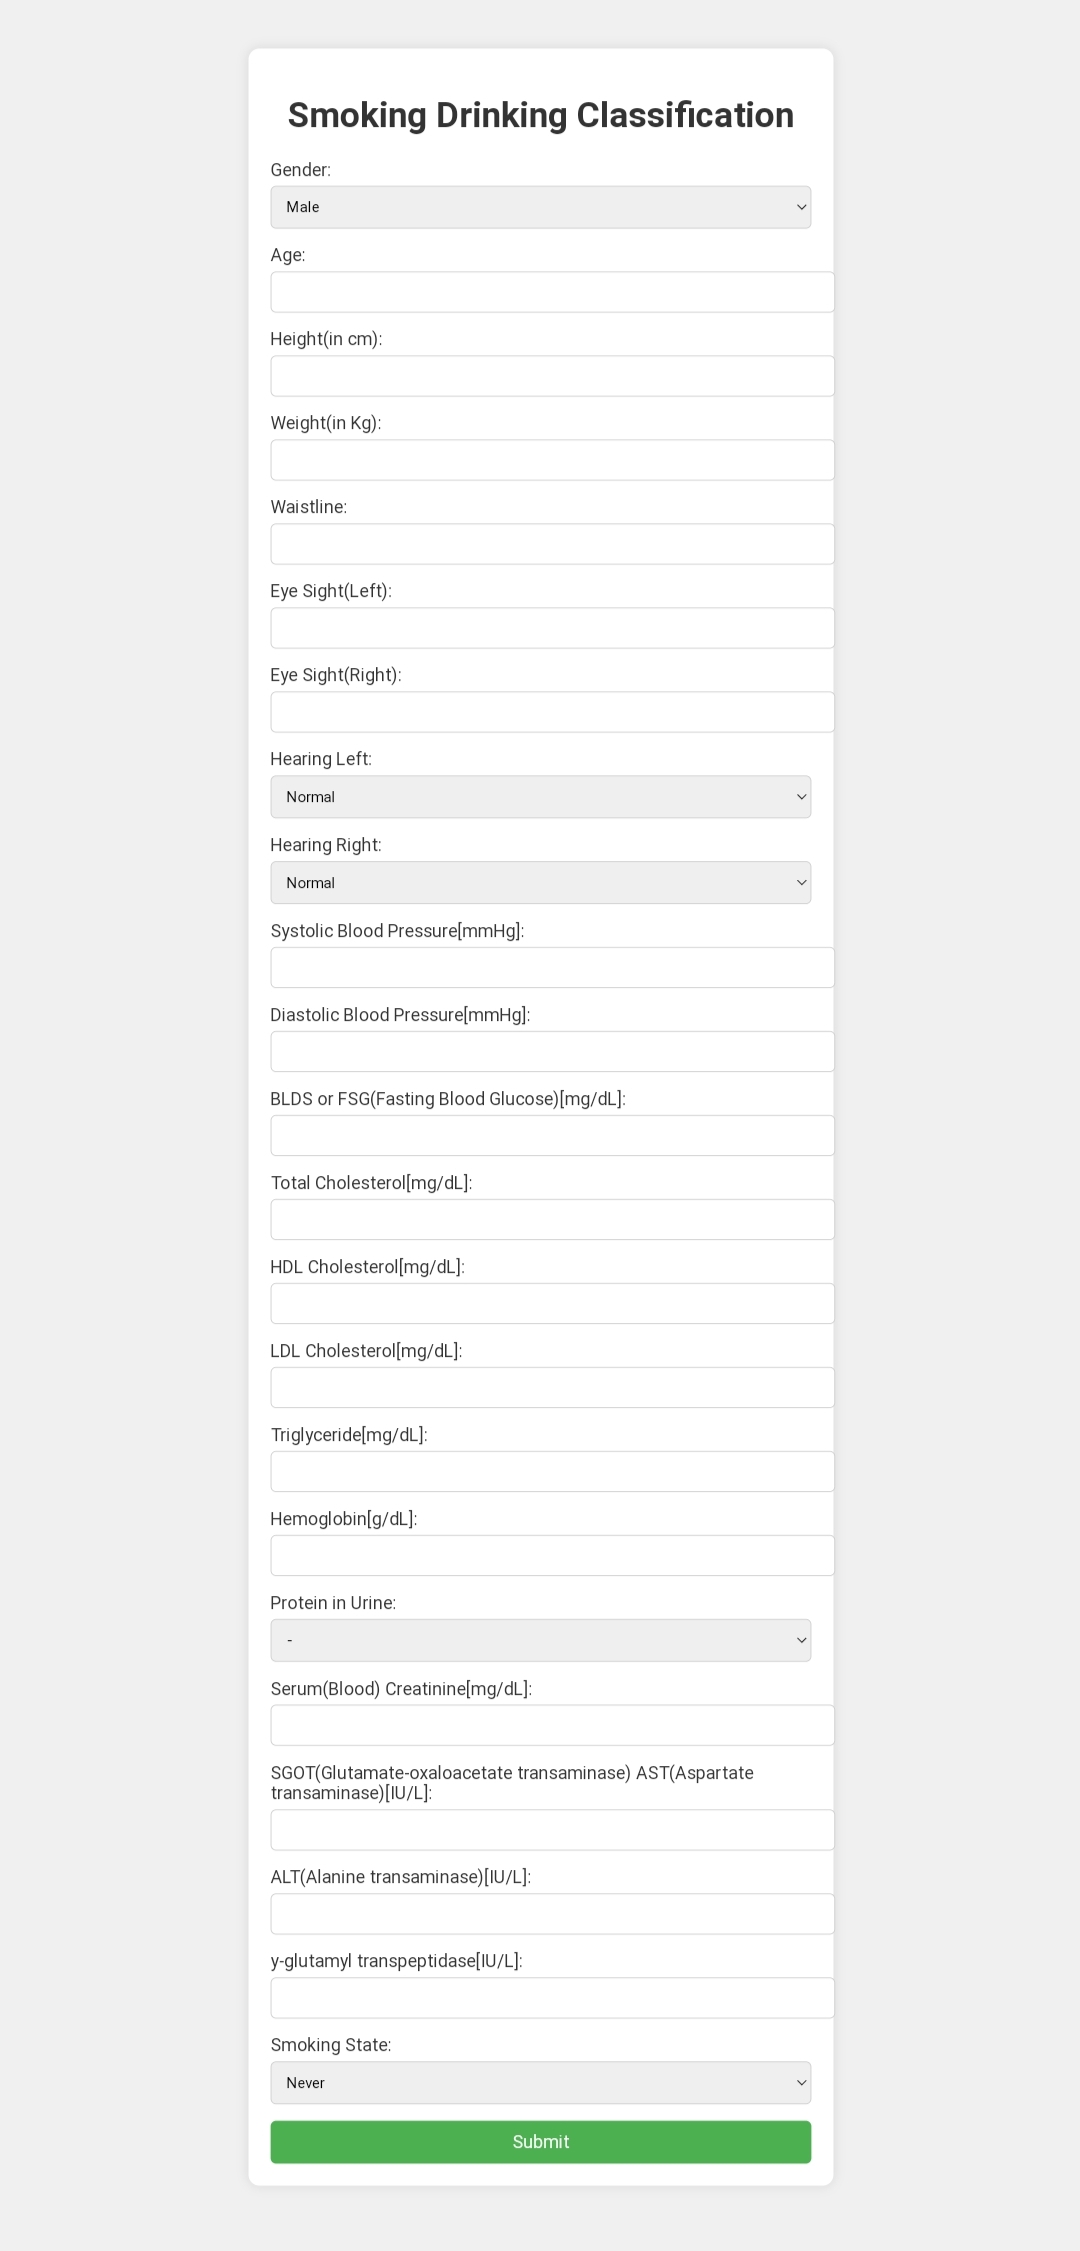 Smoking Drinking Classification
Gender:
Male
Age:
Height(in cm):
Weight(in Kg):
Waistline:
Eye Sight(Left):
Eye Sight(Right):
Hearing Left:
Normal
Hearing Right:
Normal
Systolic Blood Pressure[mmHg]:
Diastolic Blood Pressure[mmHg]:
BLDS or FSG(Fasting Blood Glucose)[mg/dL]:
Total Cholesterol[mg/dL]:
HDL Cholesterol[mg/dL]:
LDL Cholesterol[mg/dL]:
Triglyceride[mg/dL]:
Hemoglobin[g/dL]:
Protein in Urine:
-
Serum(Blood) Creatinine[mg/dL]:
SGOT(Glutamate-oxaloacetate transaminase) AST(Aspartate
transaminase)[IU/L]:
ALT(Alanine transaminase)[IU/L]:
y-glutamyl transpeptidase[IU/L]:
Smoking State:
Never
Submit